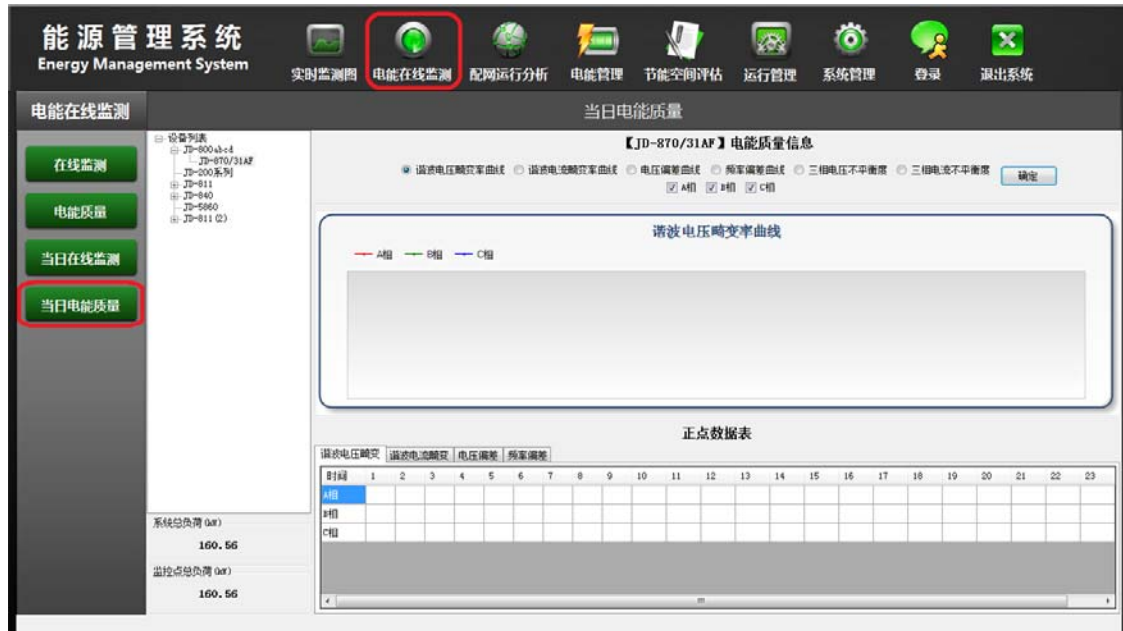 能源管理系统
Energy Management System
实时监测图 电能在线监测 配网运行分析 电能管理 节能空间评估 运行管理 系统管理 登录 退出系统
电能在线监测
当日电能质量
在线监测
电能质量
当日在线监测
当日电能质量
设备列表
JD-800abcd
JD-870/31AF
JD-200系列
JD-811
JD-840
JD-5860
JD-811(2)
系统总负荷(kW)
160.56
监控点总负荷(kW)
160.56
【JD-870/31AF】电能质量信息
谐波电压畸变率曲线 谐波电流畸变率曲线 电压偏差曲线 频率偏差曲线 三相电压不平衡度 三相电流不平衡度 确定
A相 B相 C相
谐波电压畸变率曲线
A相 B相 C相
正点数据表
谐波电压畸变 谐波电流畸变 电压偏差 频率偏差
时间 1 2 3 4 5 6 7 8 9 10 11 12 13 14 15 16 17 18 19 20 21 22 23
A相
B相
C相